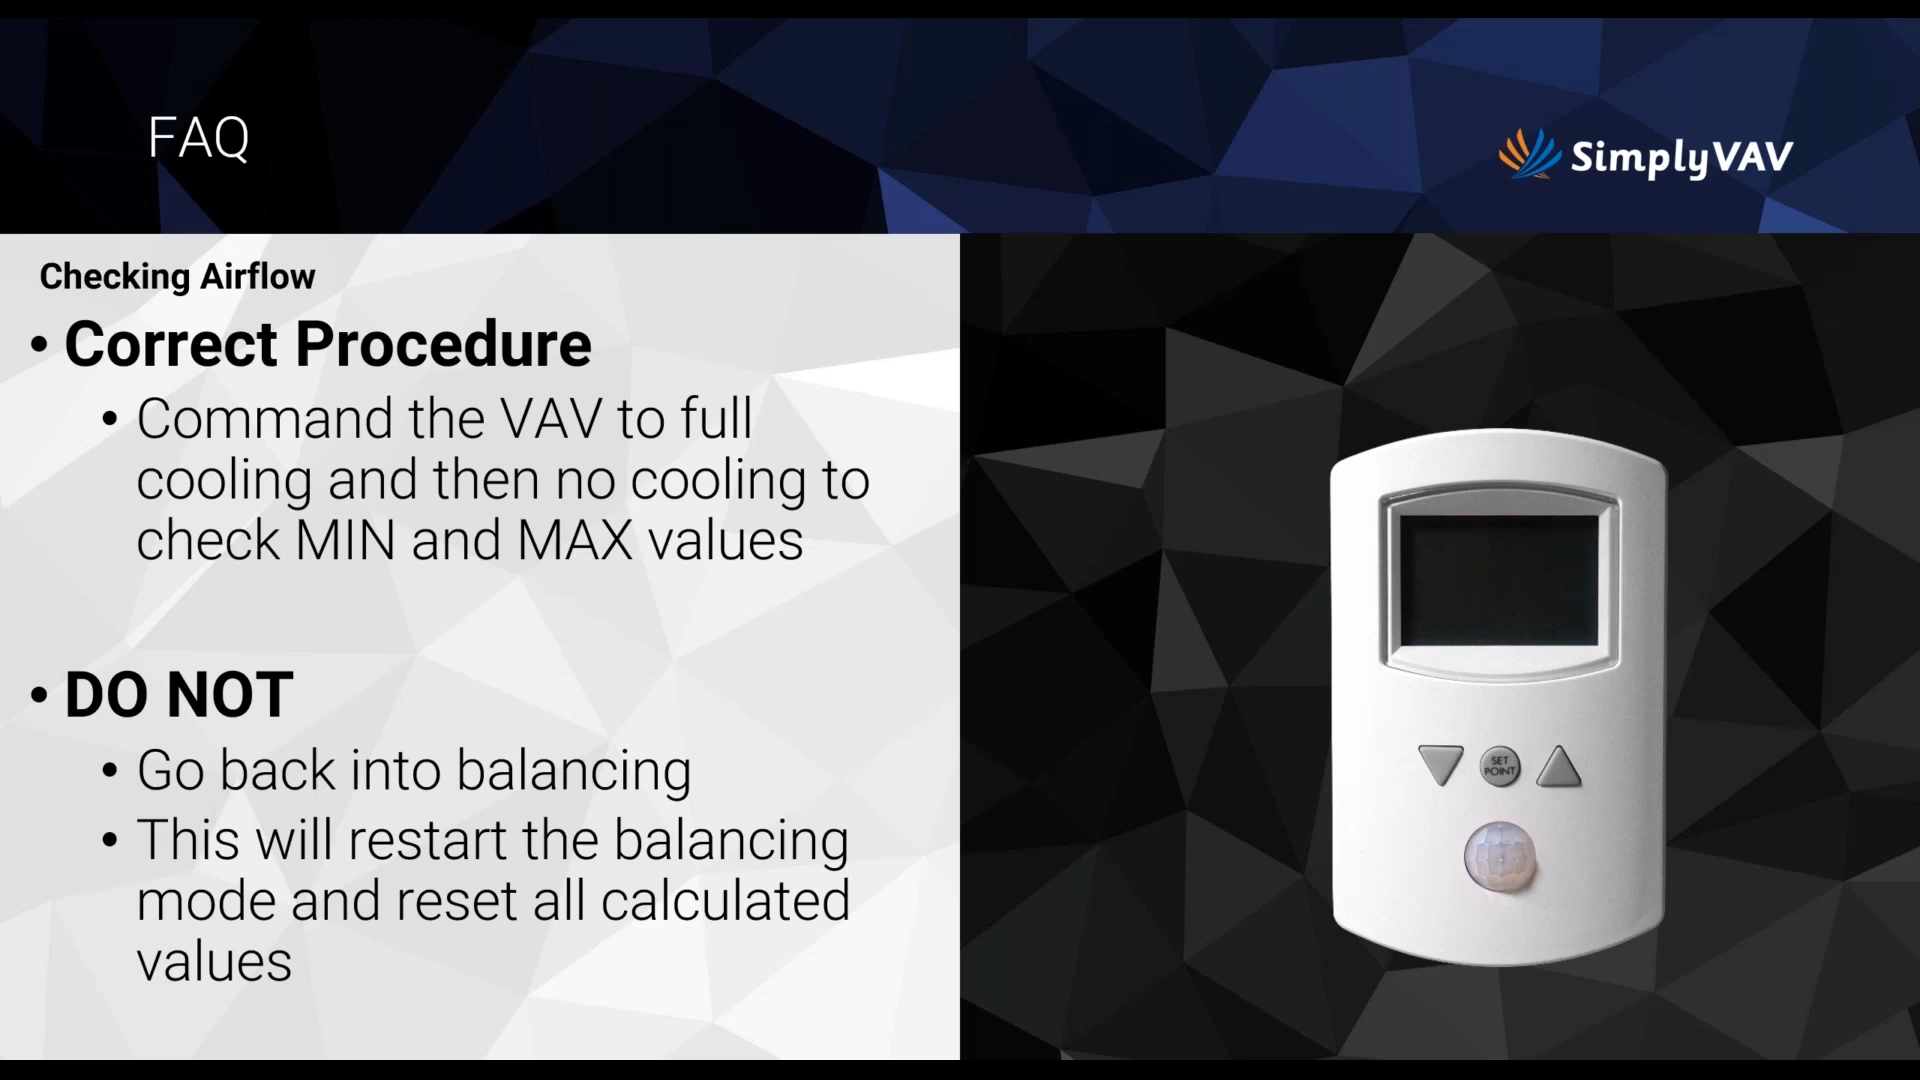 FAQ
SimplyVAV
Checking Airflow
• Correct Procedure
• Command the VAV to full
cooling and then no cooling to
check MIN and MAX values
• DO NOT
• Go back into balancing
• This will restart the balancing
mode and reset all calculated
values
SET
POINT